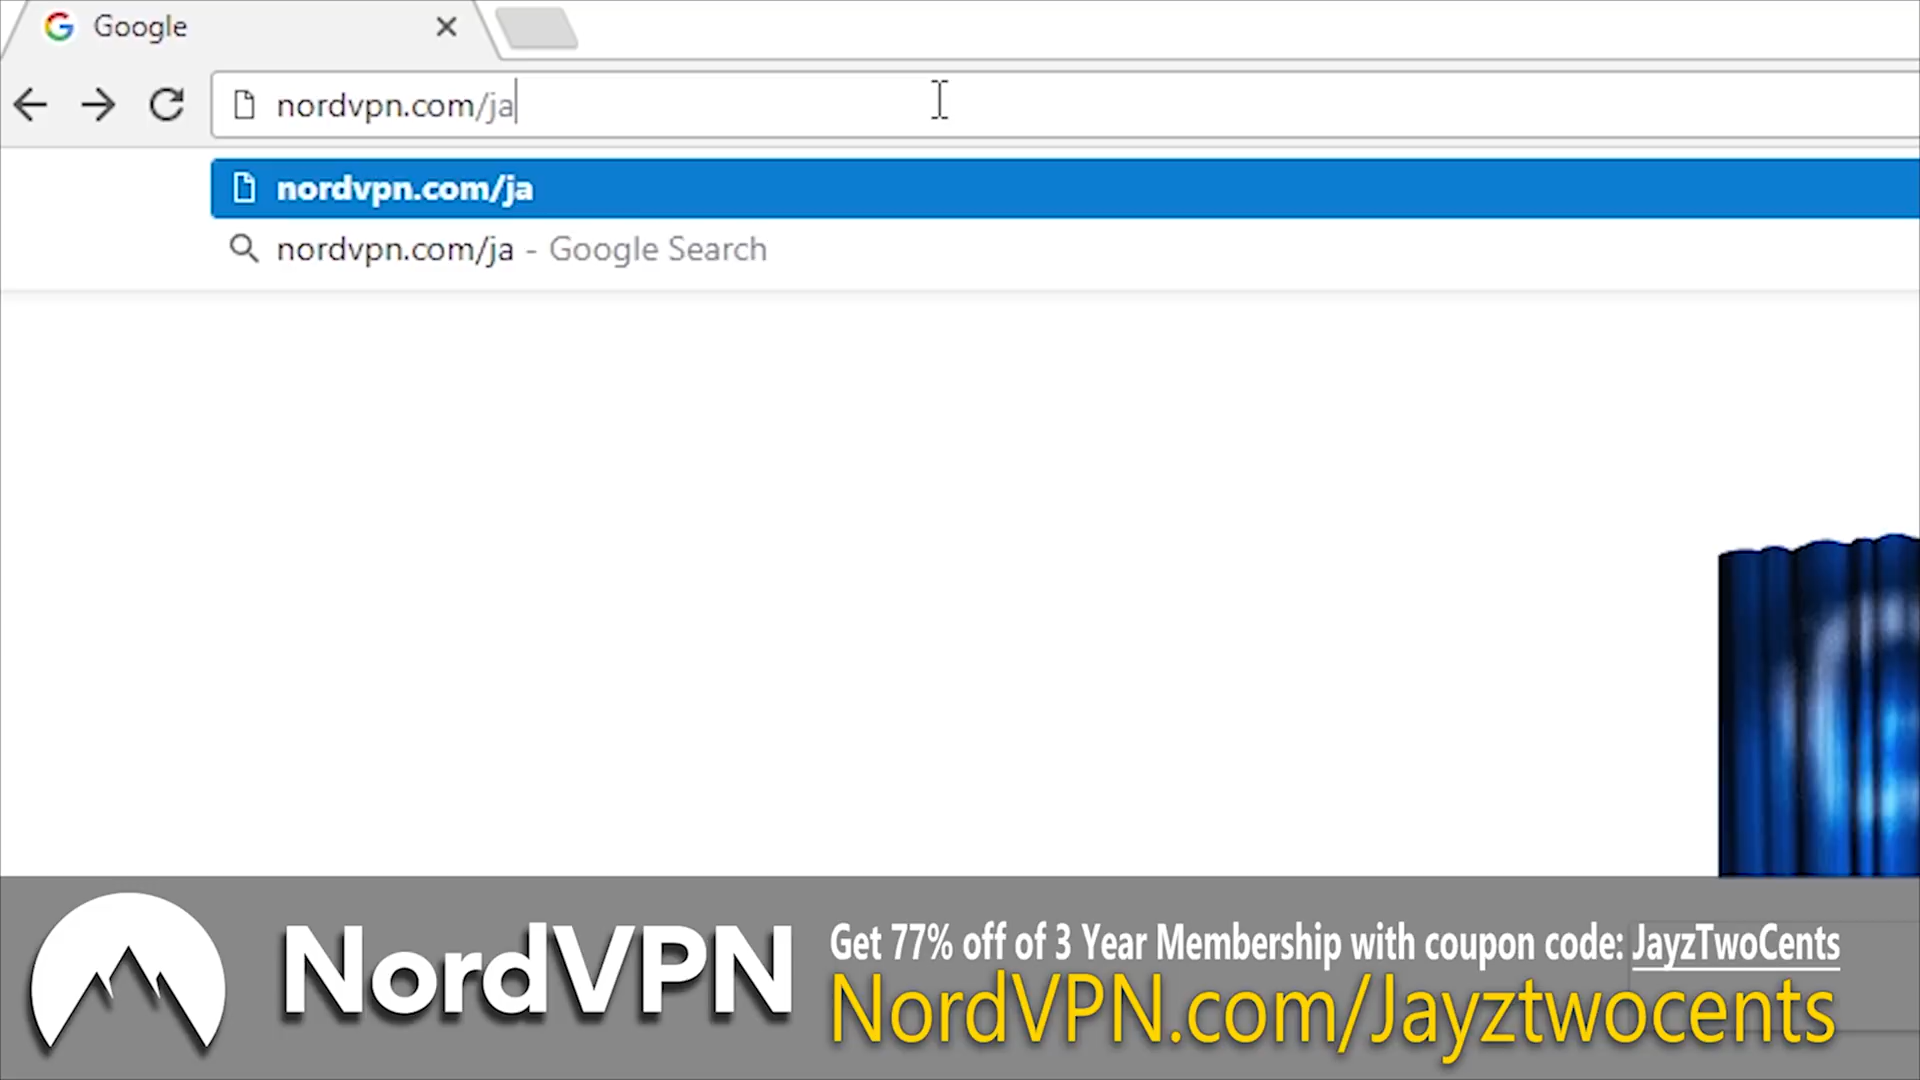 Google
nordvpn.com/ja
nordvpn.com/ja
nordvpn.com/ja - Google Search
NordVPN
Get 77% off of 3 Year Membership with coupon code: JayzTwoCents
NordVPN.com/Jayztwocents